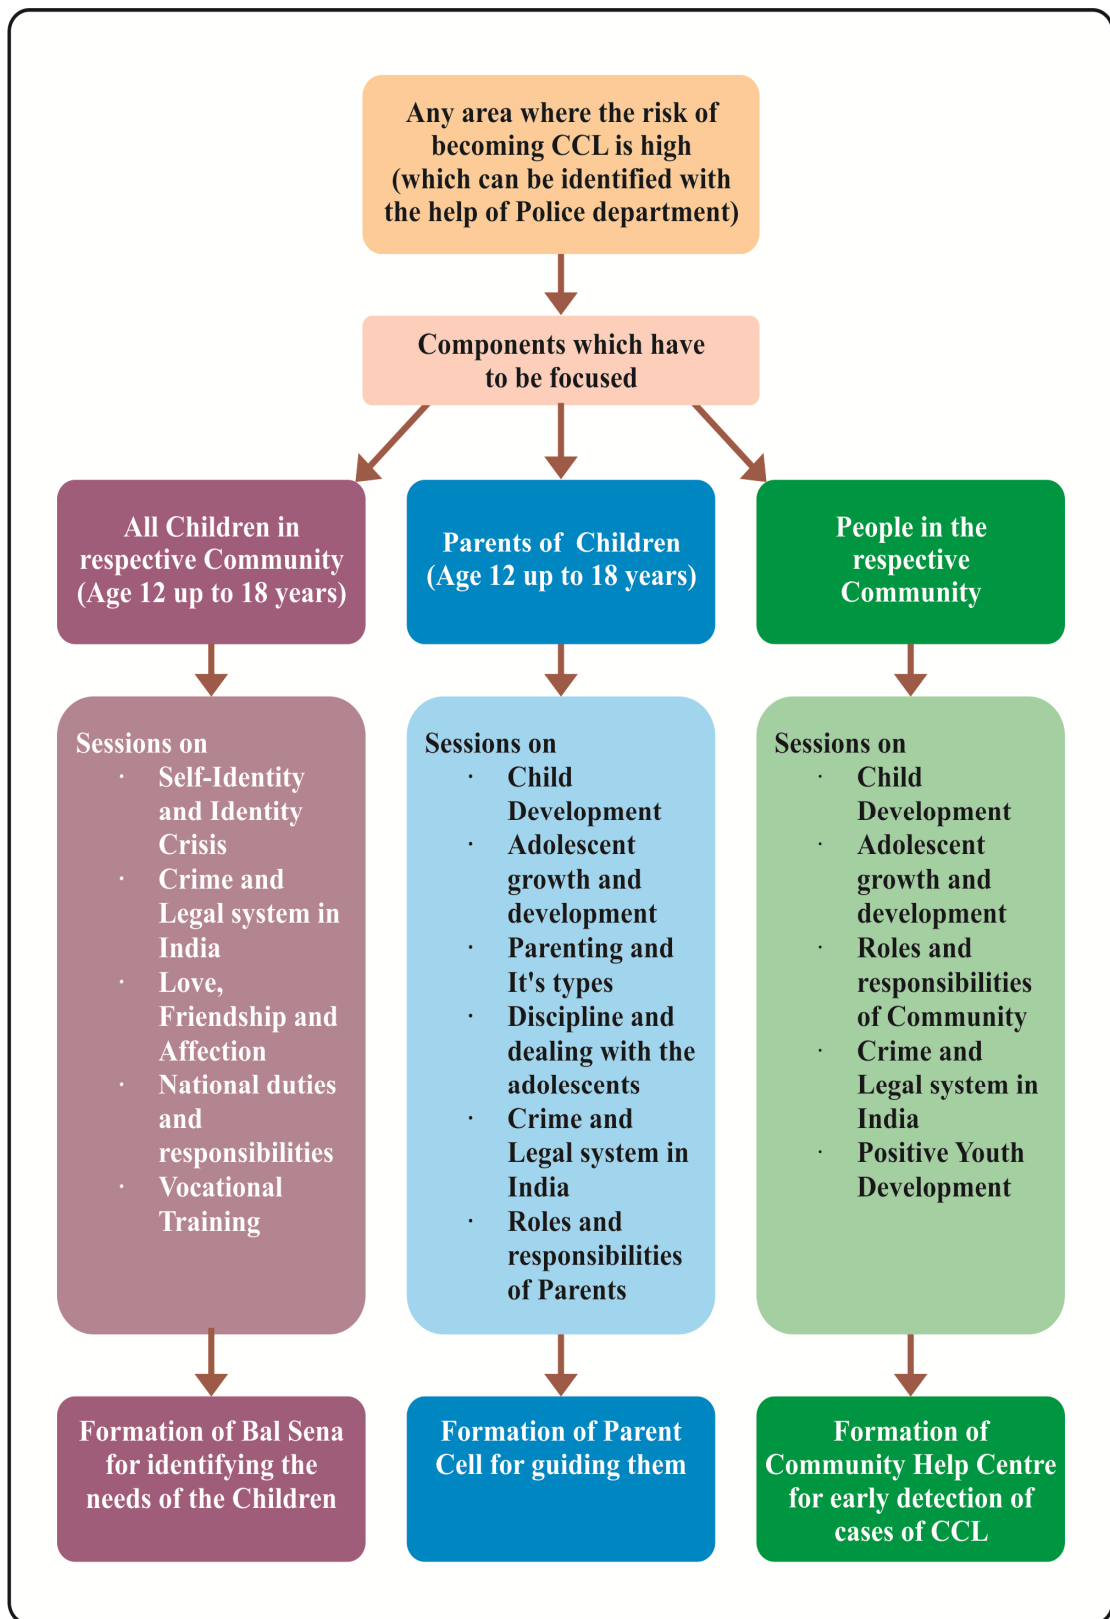 Any area where the risk of
becoming CCL is high
(which can be identified with
the help of Police department)
Components which have
to be focused
All Children in
respective Community
(Age 12 up to 18 years)
Parents of Children
(Age 12 up to 18 years)
People in the
respective
Community
Sessions on
· Self-Identity
and Identity
Crisis
· Crime and
Legal system in
India
· Love,
Friendship and
Affection
· National duties
and
responsibilities
· Vocational
Training
Sessions on
· Child
Development
· Adolescent
growth and
development
· Parenting and
It's types
· Discipline and
dealing with the
adolescents
· Crime and
Legal system in
India
· Roles and
responsibilities
of Parents
Sessions on
· Child
Development
· Adolescent
growth and
development
· Roles and
responsibilities
of Community
· Crime and
Legal system in
India
· Positive Youth
Development
Formation of Bal Sena
for identifying the
needs of the Children
Formation of Parent
Cell for guiding them
Formation of
Community Help Centre
for early detection of
cases of CCL